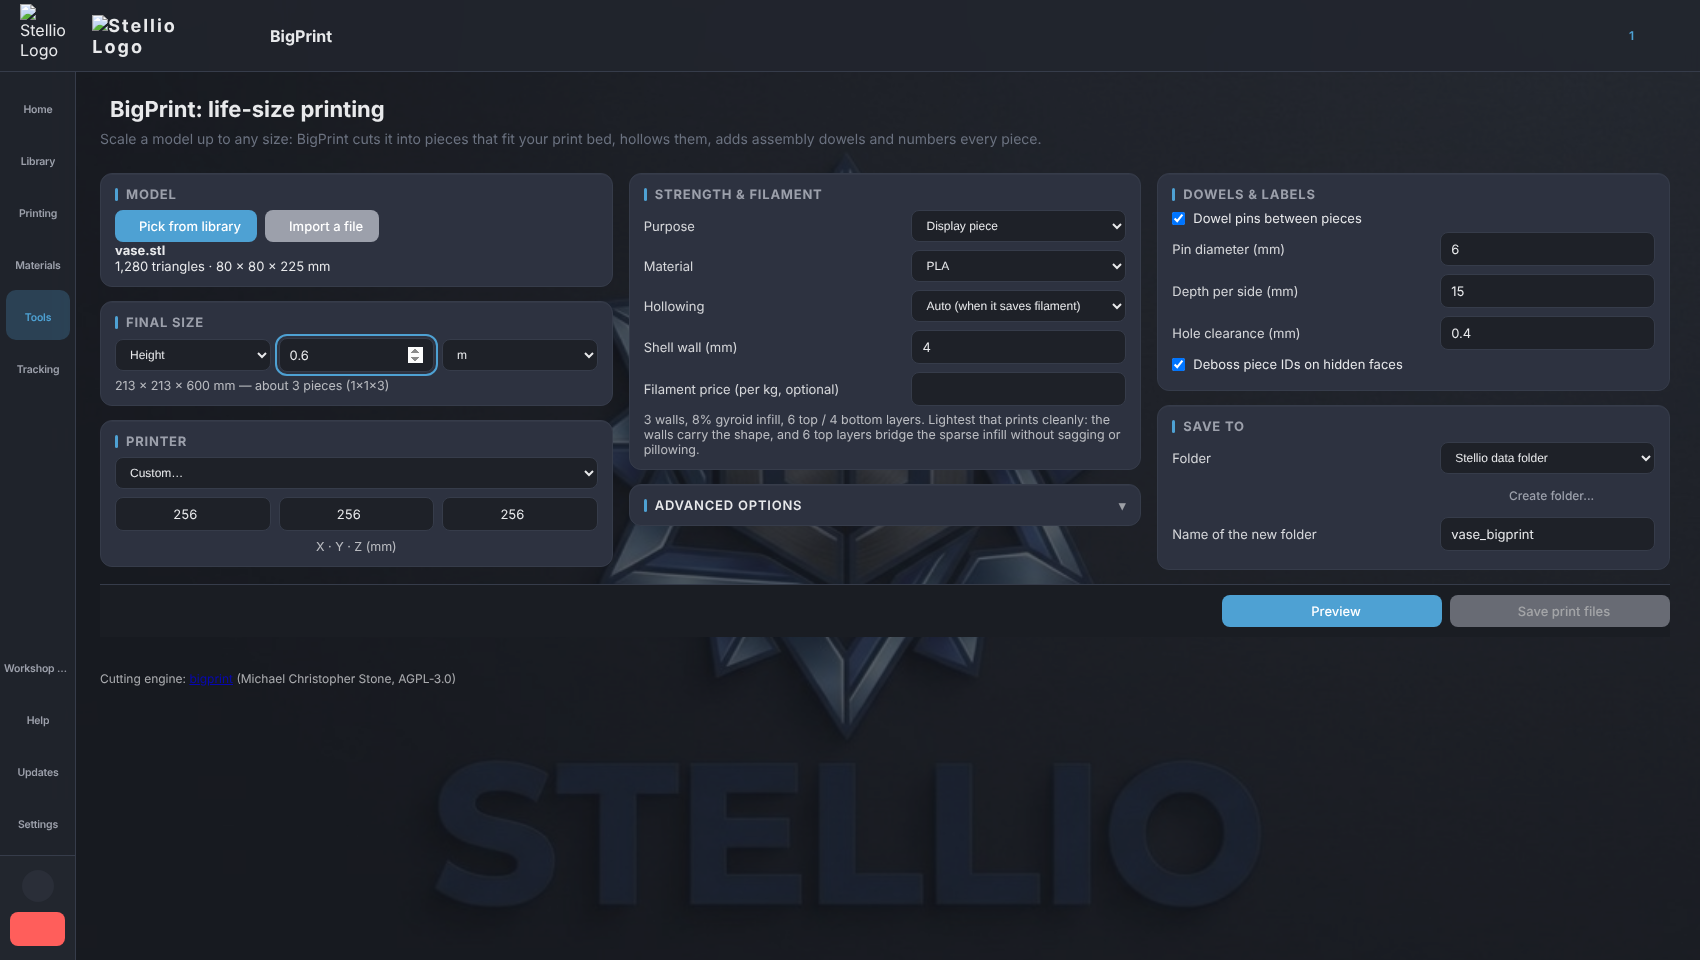 Stellio Logo
Stellio Logo
BigPrint
1
Home
Library
Printing
Materials
Tools
Tracking
Workshop ...
Help
Updates
Settings
BigPrint: life-size printing
Scale a model up to any size: BigPrint cuts it into pieces that fit your print bed, hollows them, adds assembly dowels and numbers every piece.
MODEL
Pick from library
Import a file
vase.stl
1,280 triangles · 80 × 80 × 225 mm
FINAL SIZE
Height
0.6
m
213 × 213 × 600 mm — about 3 pieces (1×1×3)
PRINTER
Custom…
256
256
256
X · Y · Z (mm)
STRENGTH & FILAMENT
Purpose
Display piece
Material
PLA
Hollowing
Auto (when it saves filament)
Shell wall (mm)
4
Filament price (per kg, optional)
3 walls, 8% gyroid infill, 6 top / 4 bottom layers. Lightest that prints cleanly: the
walls carry the shape, and 6 top layers bridge the sparse infill without sagging or
pillowing.
ADVANCED OPTIONS
DOWELS & LABELS
Dowel pins between pieces
Pin diameter (mm)
6
Depth per side (mm)
15
Hole clearance (mm)
0.4
Deboss piece IDs on hidden faces
SAVE TO
Folder
Stellio data folder
Create folder...
Name of the new folder
vase_bigprint
Preview
Save print files
Cutting engine: bigprint (Michael Christopher Stone, AGPL-3.0)
STELLIO